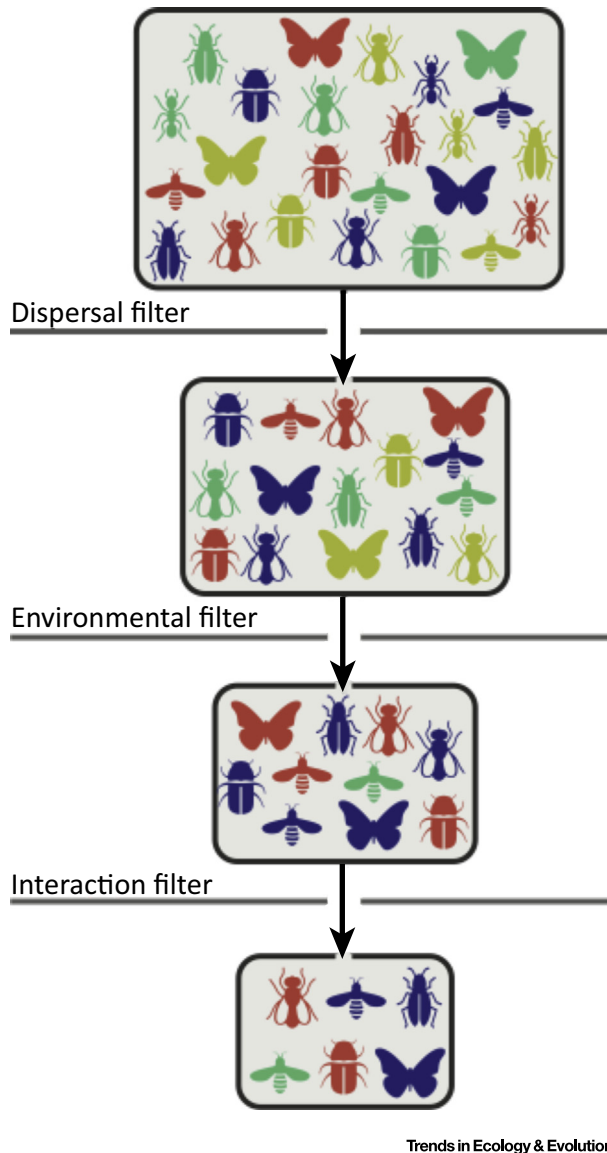 Dispersal filter
Environmental filter
Interaction filter
Trends in Ecology & Evolution